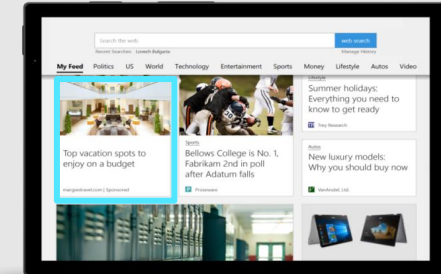 Search the web
web search
Recent Searches: Lowech Bulgaria
Manage History
My Feed Politics US World Technology Entertainment Sports Money Lifestyle Autos Video
Lifestyle
Summer holidays:
Everything you need to
know to get ready
Trey Research
Top vacation spots to
enjoy on a budget
margiestravel.com | Sponsored
Sports
Bellows College is No. 1,
Fabrikam 2nd in poll
after Adatum falls
Proseware
Autos
New luxury models:
Why you should buy now
VanArsdel, Ltd.